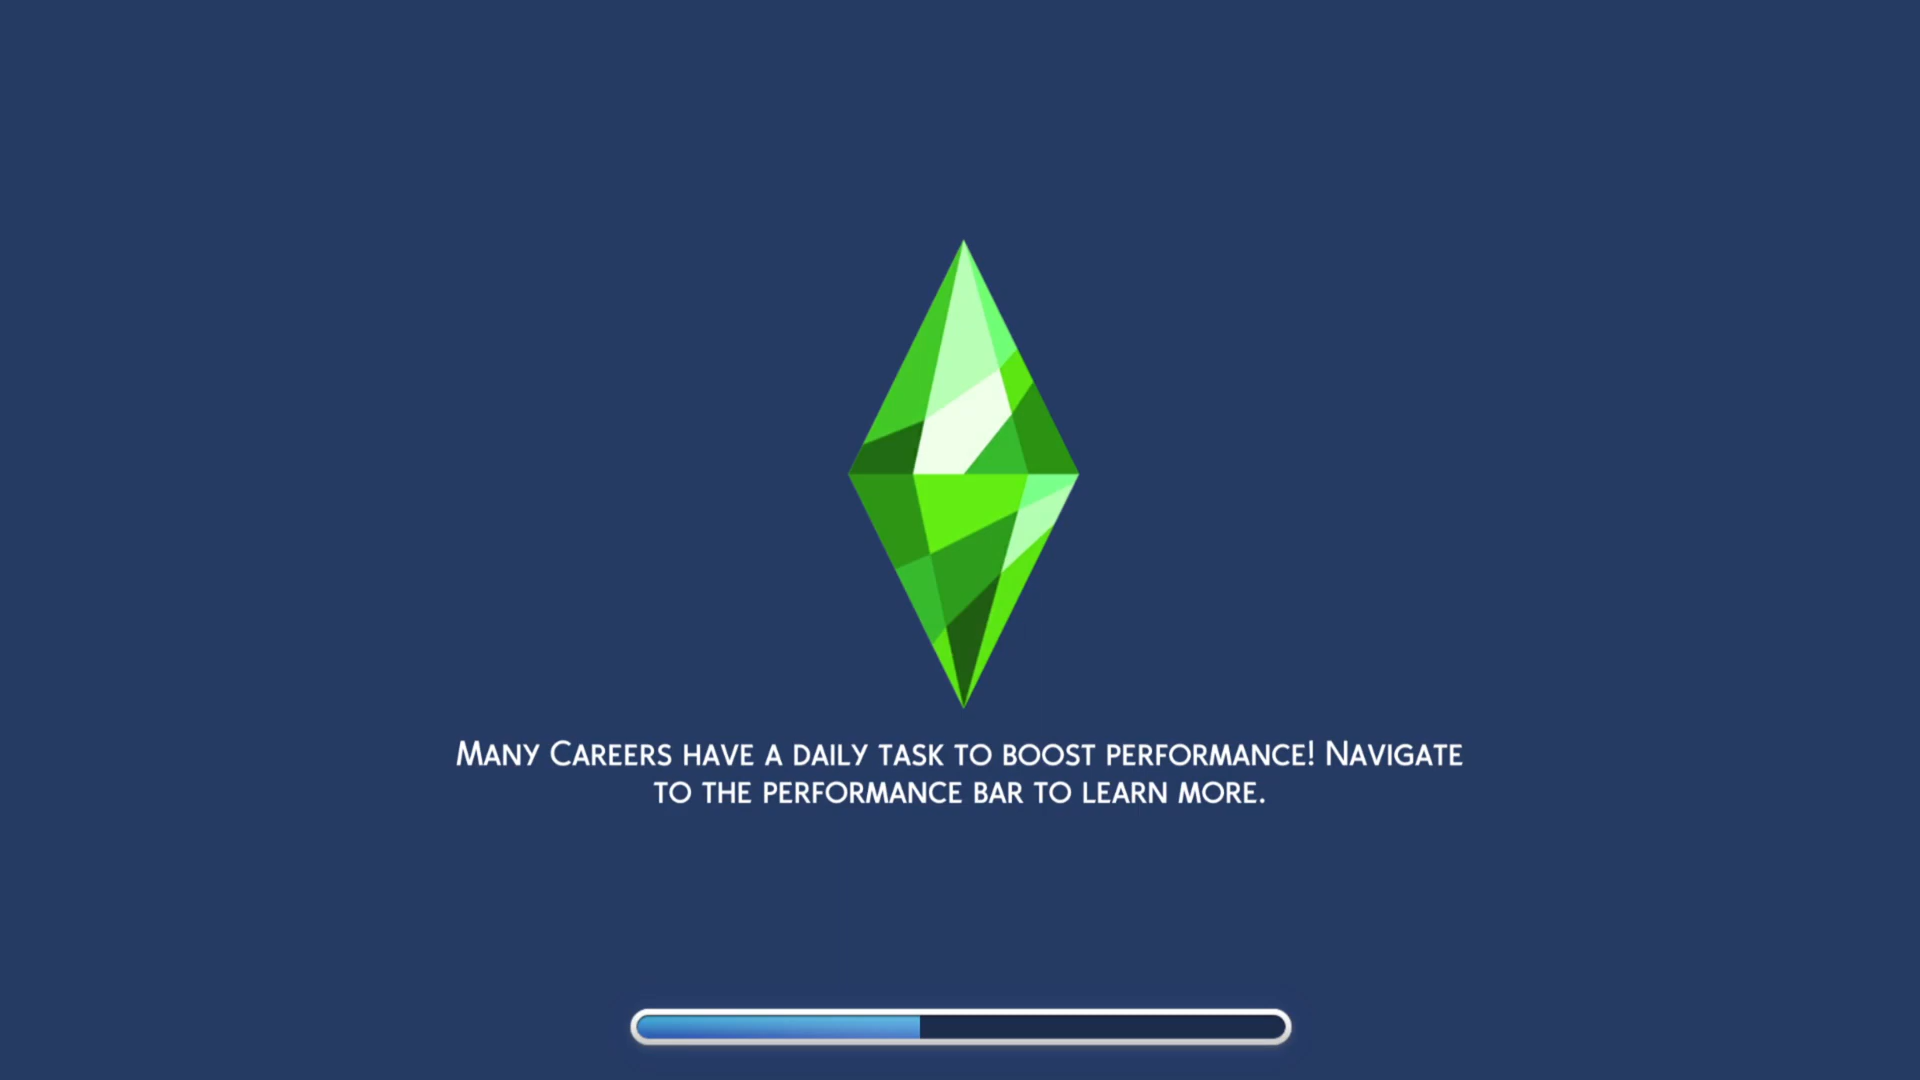 Many Careers have a daily task to boost performance! Navigate
to the performance bar to learn more.